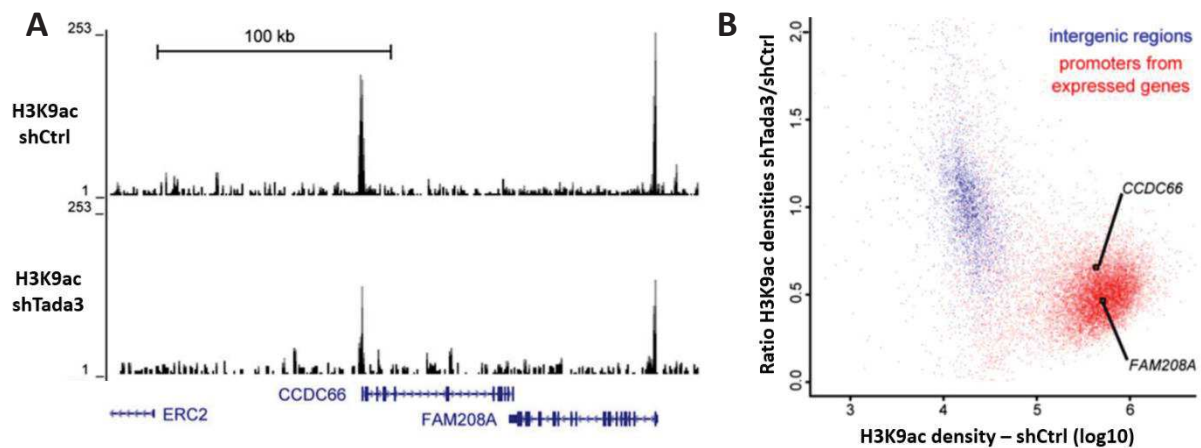 A
253
100 kb
H3K9ac
shCtrl
1
253
H3K9ac
shTada3
1
CCDC66
ERC2
FAM208A
B
Ratio H3K9ac densities shTada3/shCtrl
2.0
1.5
1.0
0.5
0.0
intergenic regions
promoters from
expressed genes
CCDC66
FAM208A
3 4 5 6
H3K9ac density – shCtrl (log10)